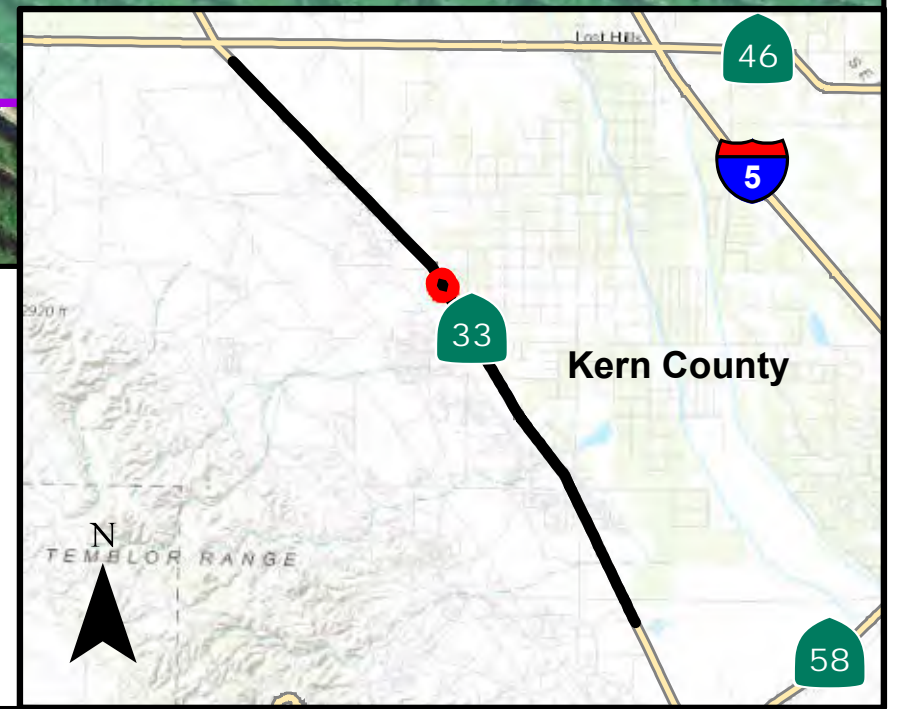 Lost Hills
46
S E
5
2920 ft
33
Kern County
N
TEMBLOR RANGE
58